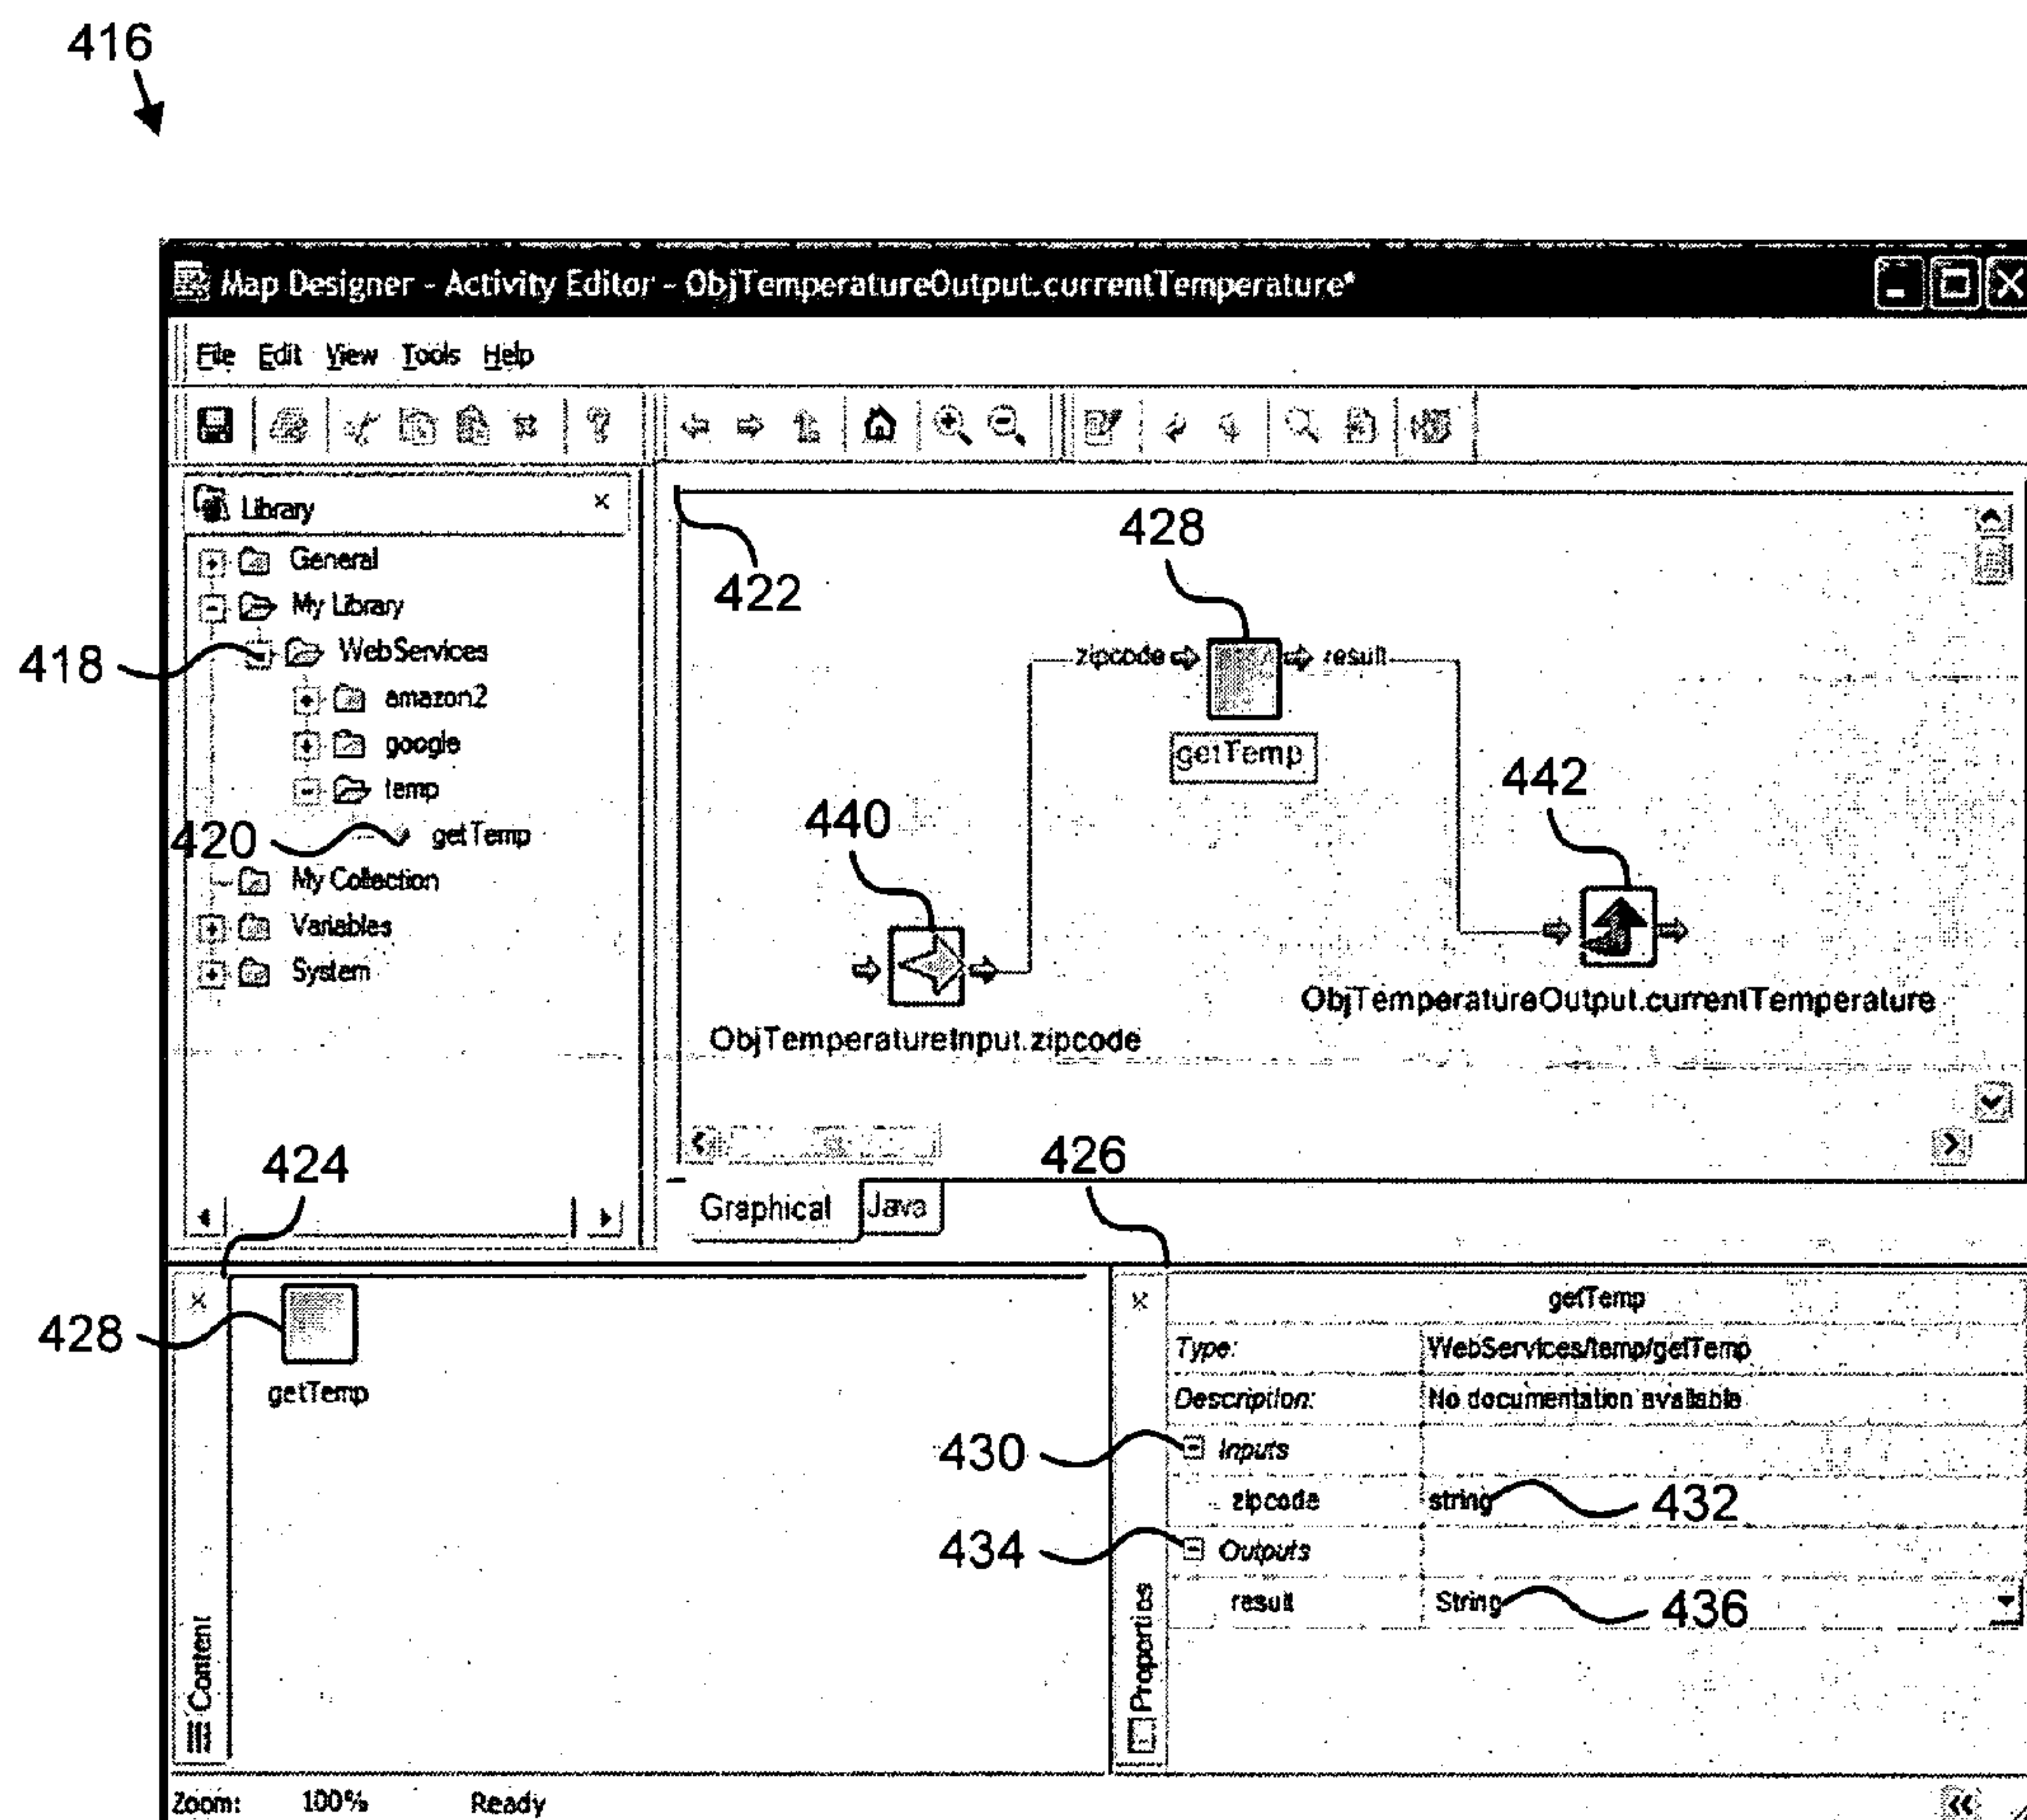 416
Map Designer - Activity Editor - ObjTemperatureOutput.currentTemperature*
File Edit View Tools Help
Library
General
My Library
418
WebServices
amazon2
google
temp
420
getTemp
My Collection
Variables
System
422
428
zipcode
result
getTemp
440
442
ObjTemperatureInput.zipcode
ObjTemperatureOutput.currentTemperature
Graphical
Java
424
426
428
getTemp
Content
Properties
getTemp
Type: WebServices/temp/getTemp
Description: No documentation available
430
Inputs
zipcode string 432
434
Outputs
result String 436
Zoom: 100% Ready